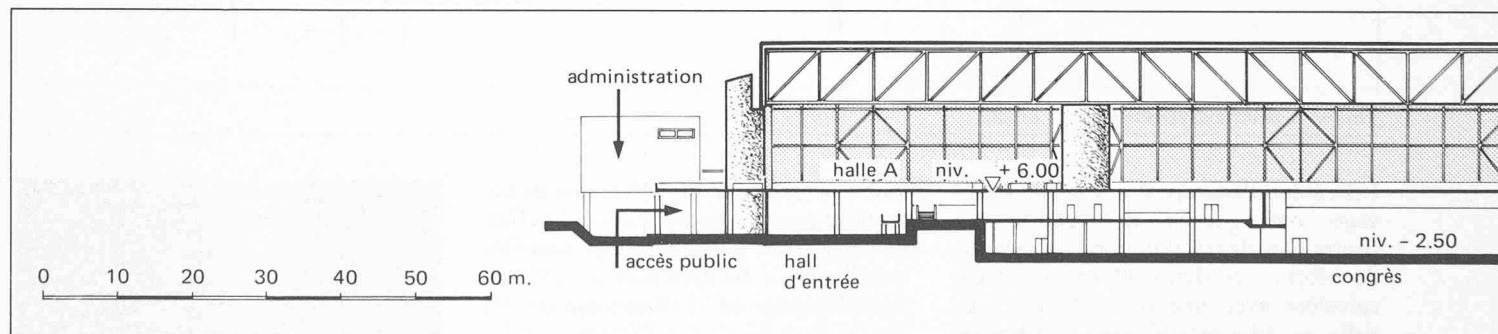 administration
halle A niv. + 6.00
accès public
hall
d'entrée
niv. – 2.50
congrès
0 10 20 30 40 50 60 m.